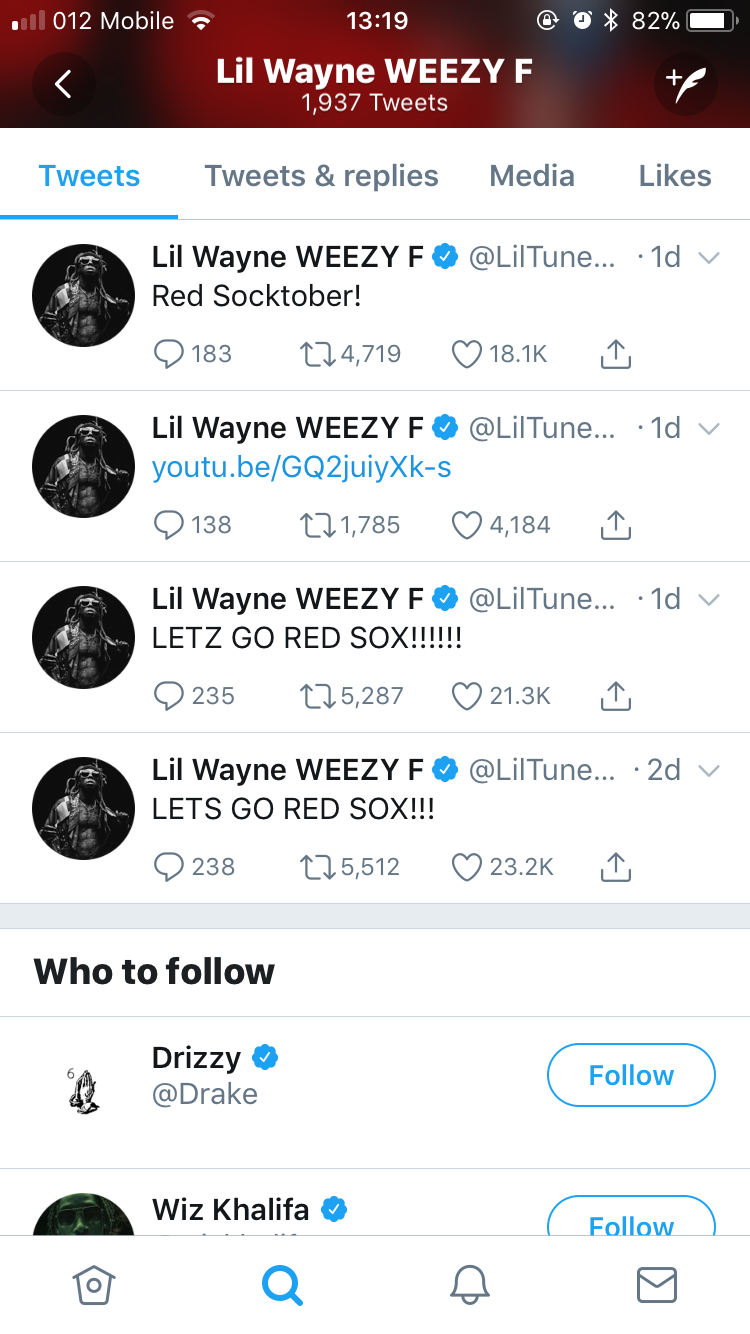 012 Mobile 13:19 82%
Lil Wayne WEEZY F
1,937 Tweets
Tweets Tweets & replies Media Likes
Lil Wayne WEEZY F @LilTune... · 1d
Red Socktober!
183 4,719 18.1K
Lil Wayne WEEZY F @LilTune... · 1d
youtu.be/GQ2juiyXk-s
138 1,785 4,184
Lil Wayne WEEZY F @LilTune... · 1d
LETZ GO RED SOX!!!!!!
235 5,287 21.3K
Lil Wayne WEEZY F @LilTune... · 2d
LETS GO RED SOX!!!
238 5,512 23.2K
Who to follow
Drizzy
@Drake
Follow
6
Wiz Khalifa
Follow